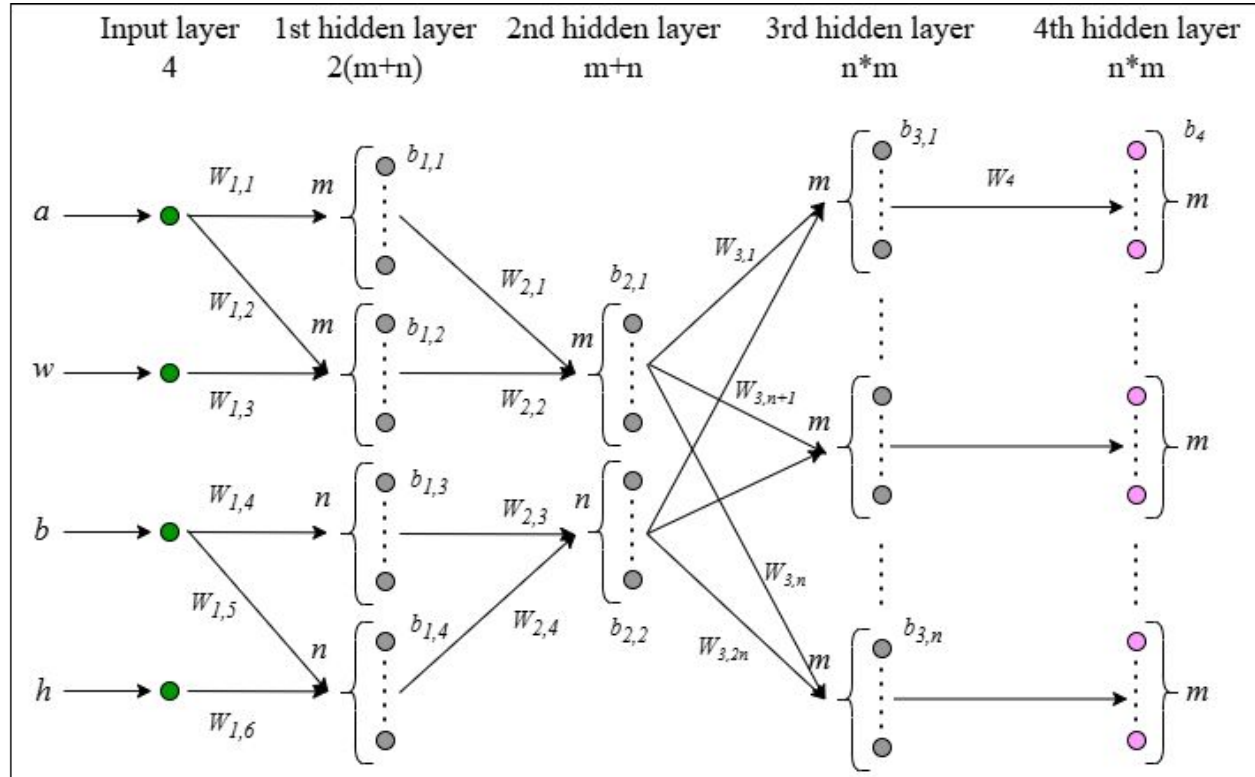 Input layer
4
1st hidden layer
2(m+n)
2nd hidden layer
m+n
3rd hidden layer
n*m
4th hidden layer
n*m
a
w
b
h
W1,1
W1,2
W1,3
W1,4
W1,5
W1,6
m
b1,1
m
b1,2
n
b1,3
n
b1,4
W2,1
W2,2
W2,3
W2,4
m
b2,1
n
b2,2
W3,1
W3,n+1
W3,n
W3,2n
m
b3,1
m
m
b3,n
W4
b4
m
m
m